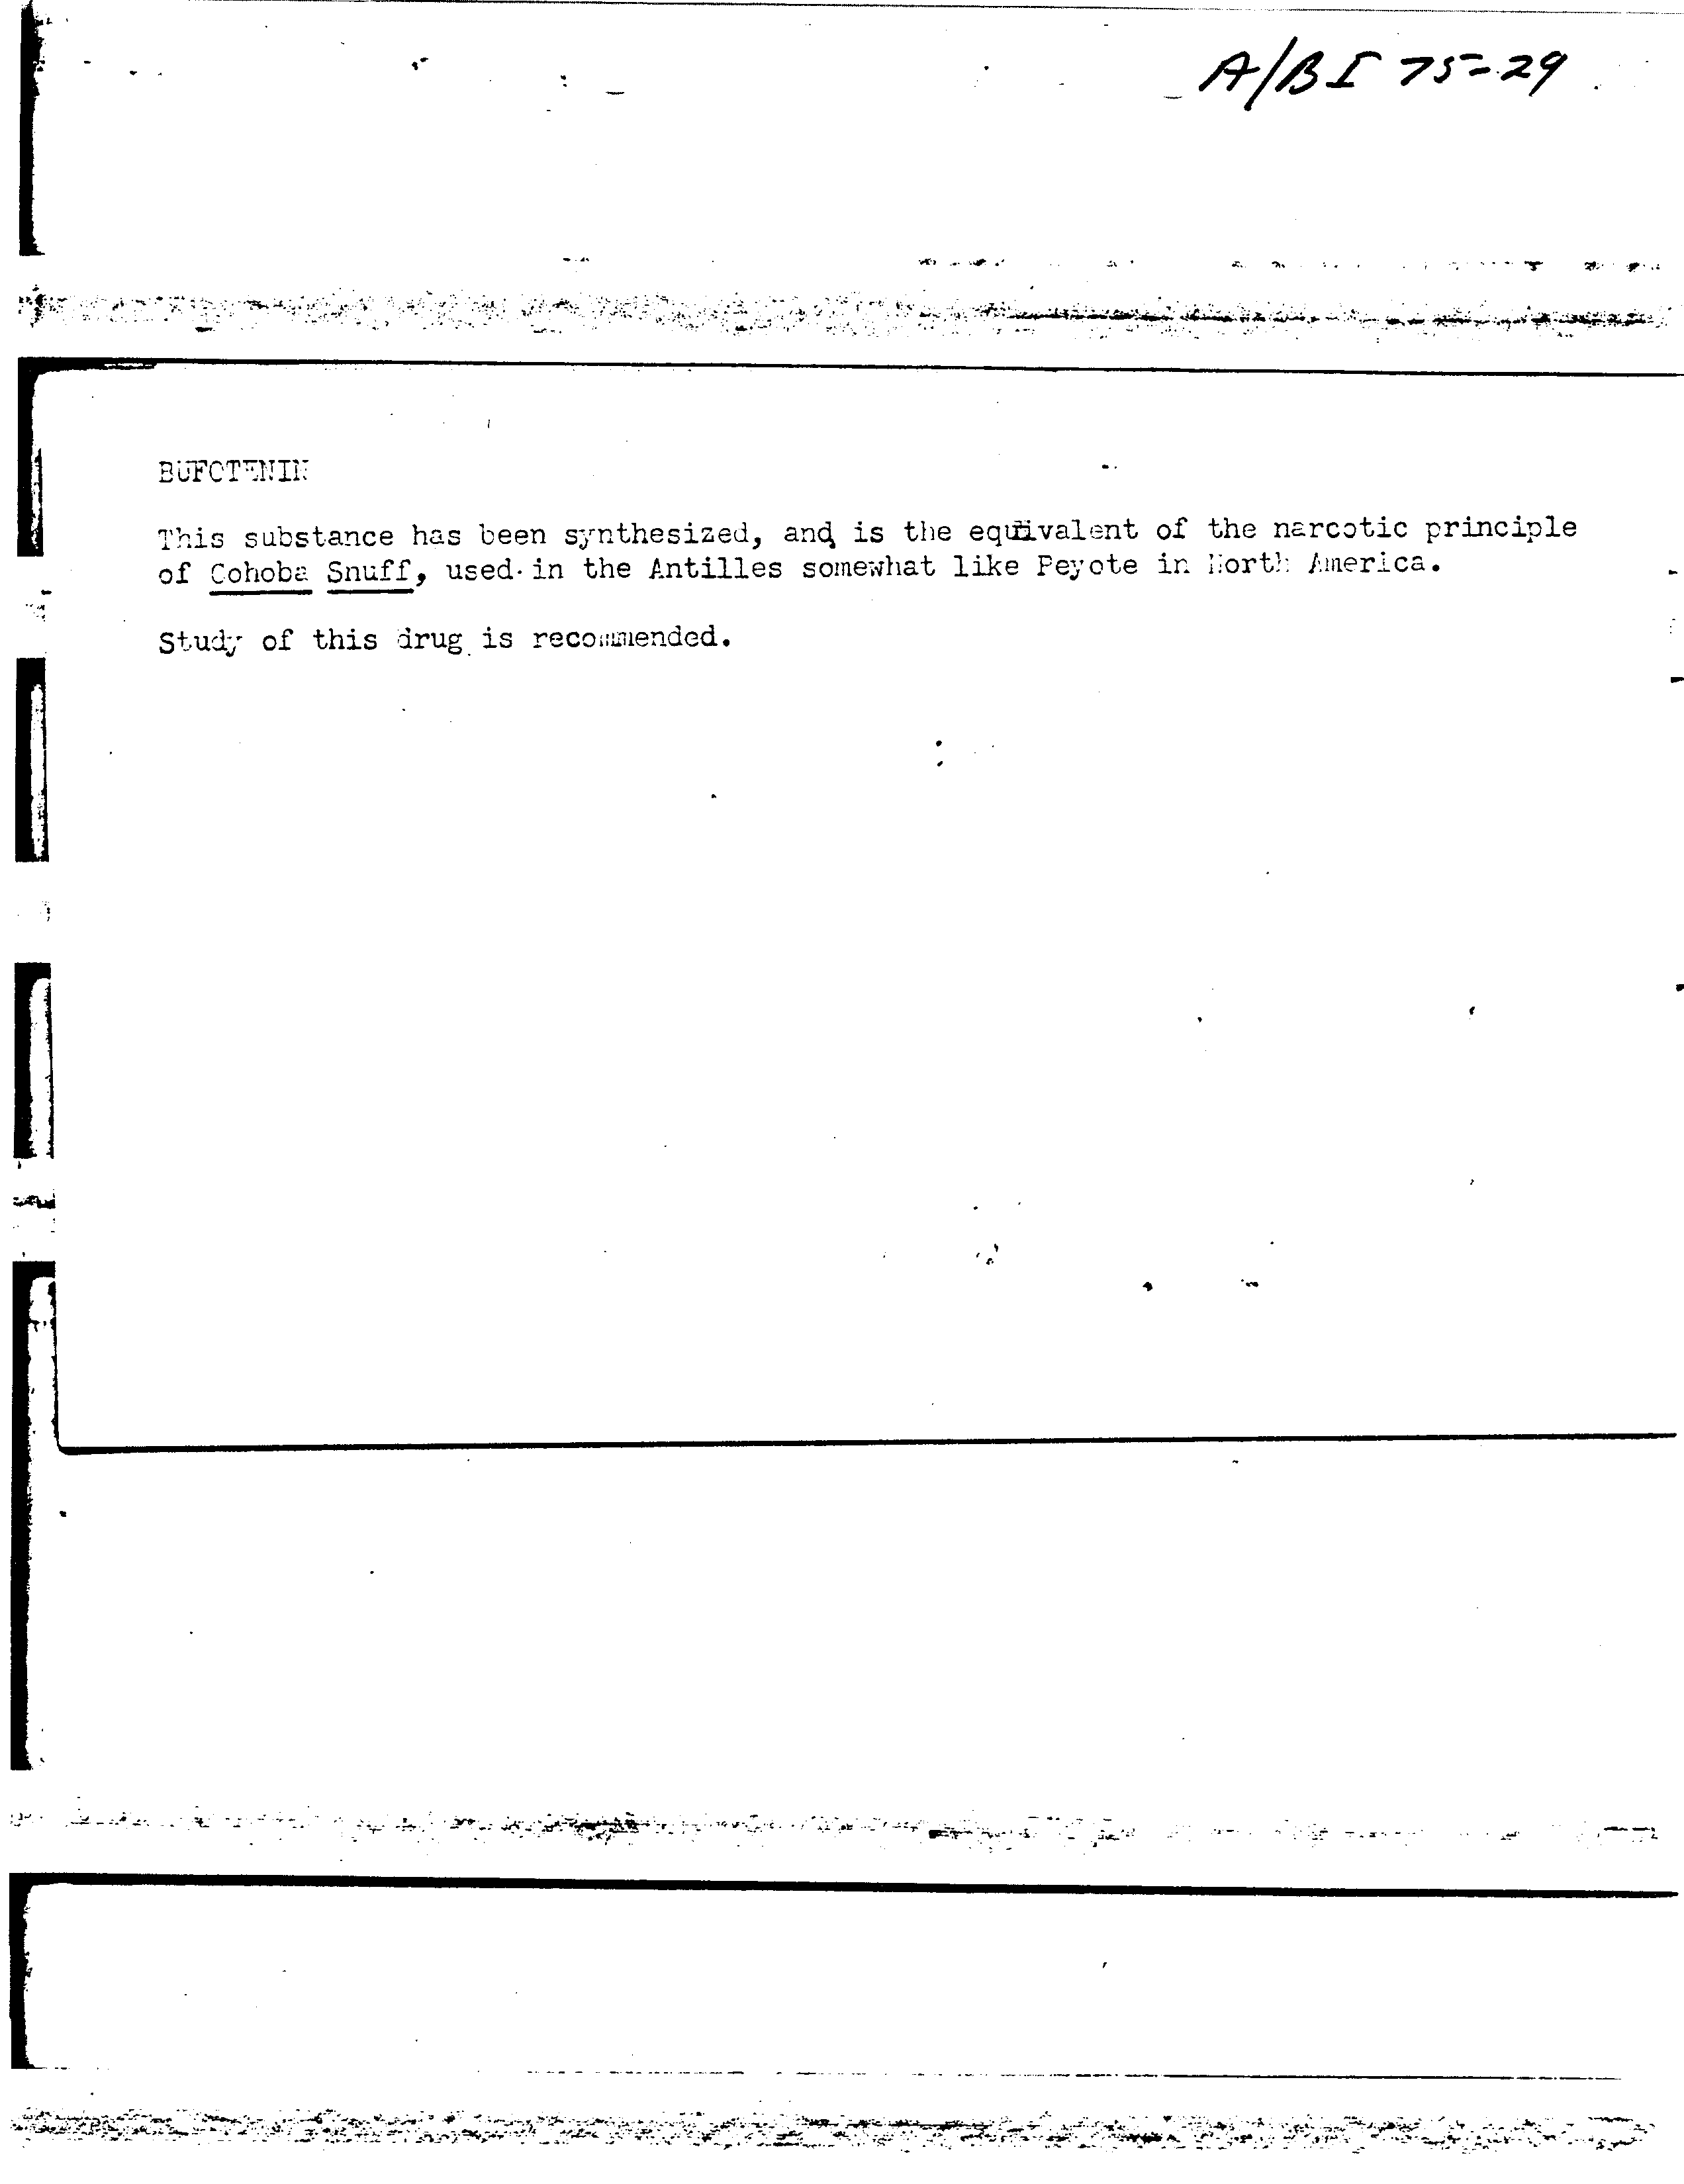 A/BI 75-29
BUFOTENIN
This substance has been synthesized, and is the equivalent of the narcotic principle
of Cohoba Snuff, used in the Antilles somewhat like Peyote in North America.
Study of this drug is recommended.